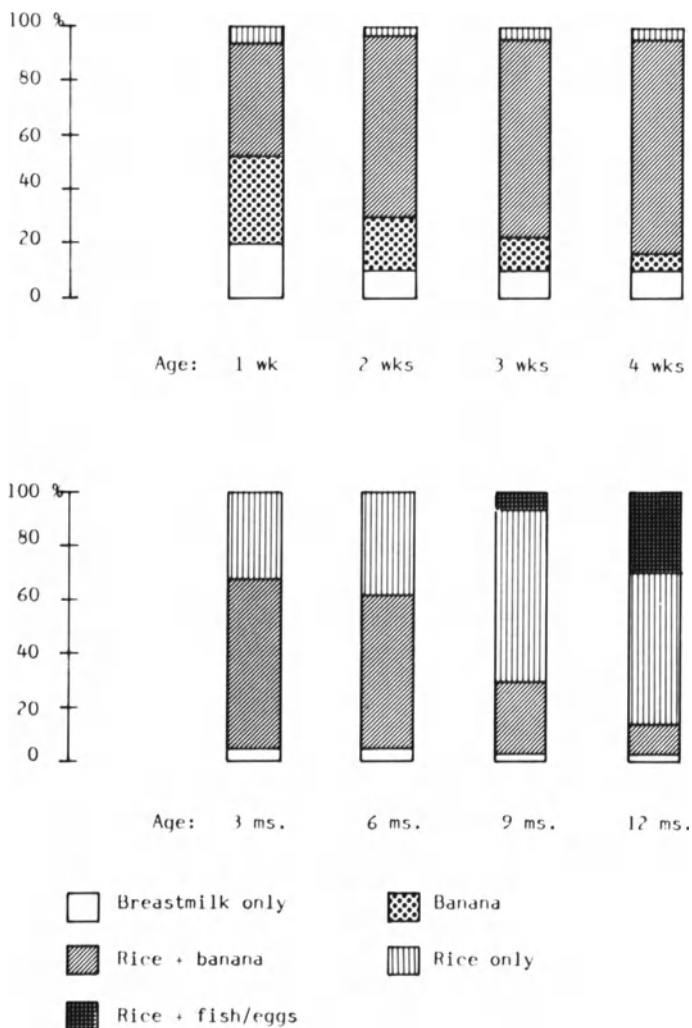 100 %
80
60
40
20
0
Age: 1 wk 2 wks 3 wks 4 wks
100 %
80
60
40
20
0
Age: 3 ms. 6 ms. 9 ms. 12 ms.
Breastmilk only Banana
Rice + banana Rice only
Rice + fish/eggs